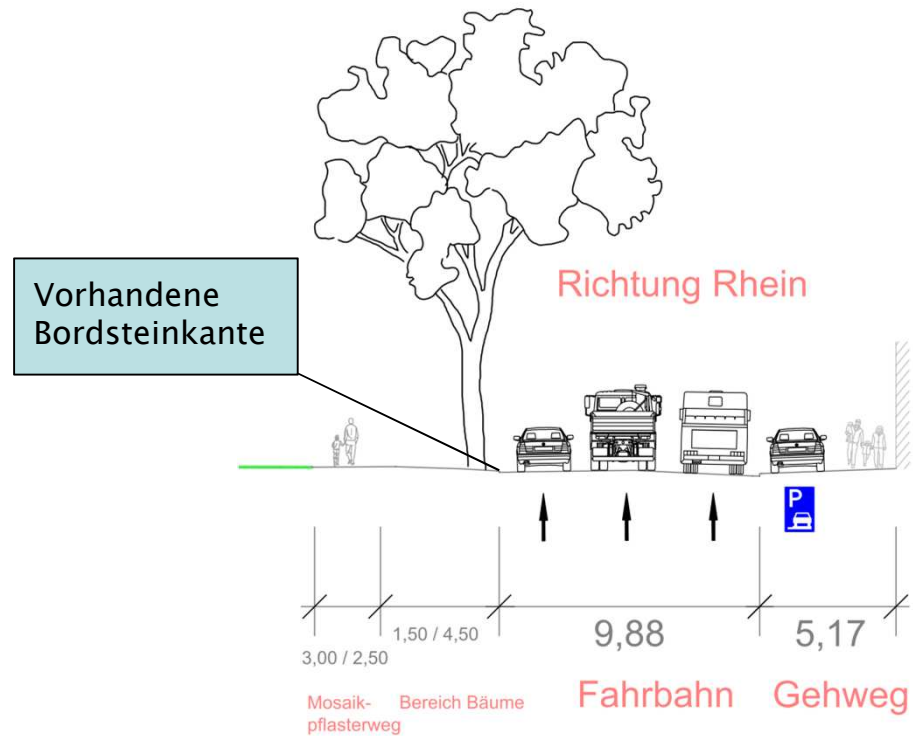 Richtung Rhein
Vorhandene
Bordsteinkante
P
1,50 / 4,50
9,88
5,17
3,00 / 2,50
Mosaik-
pflasterweg
Bereich Bäume
Fahrbahn
Gehweg